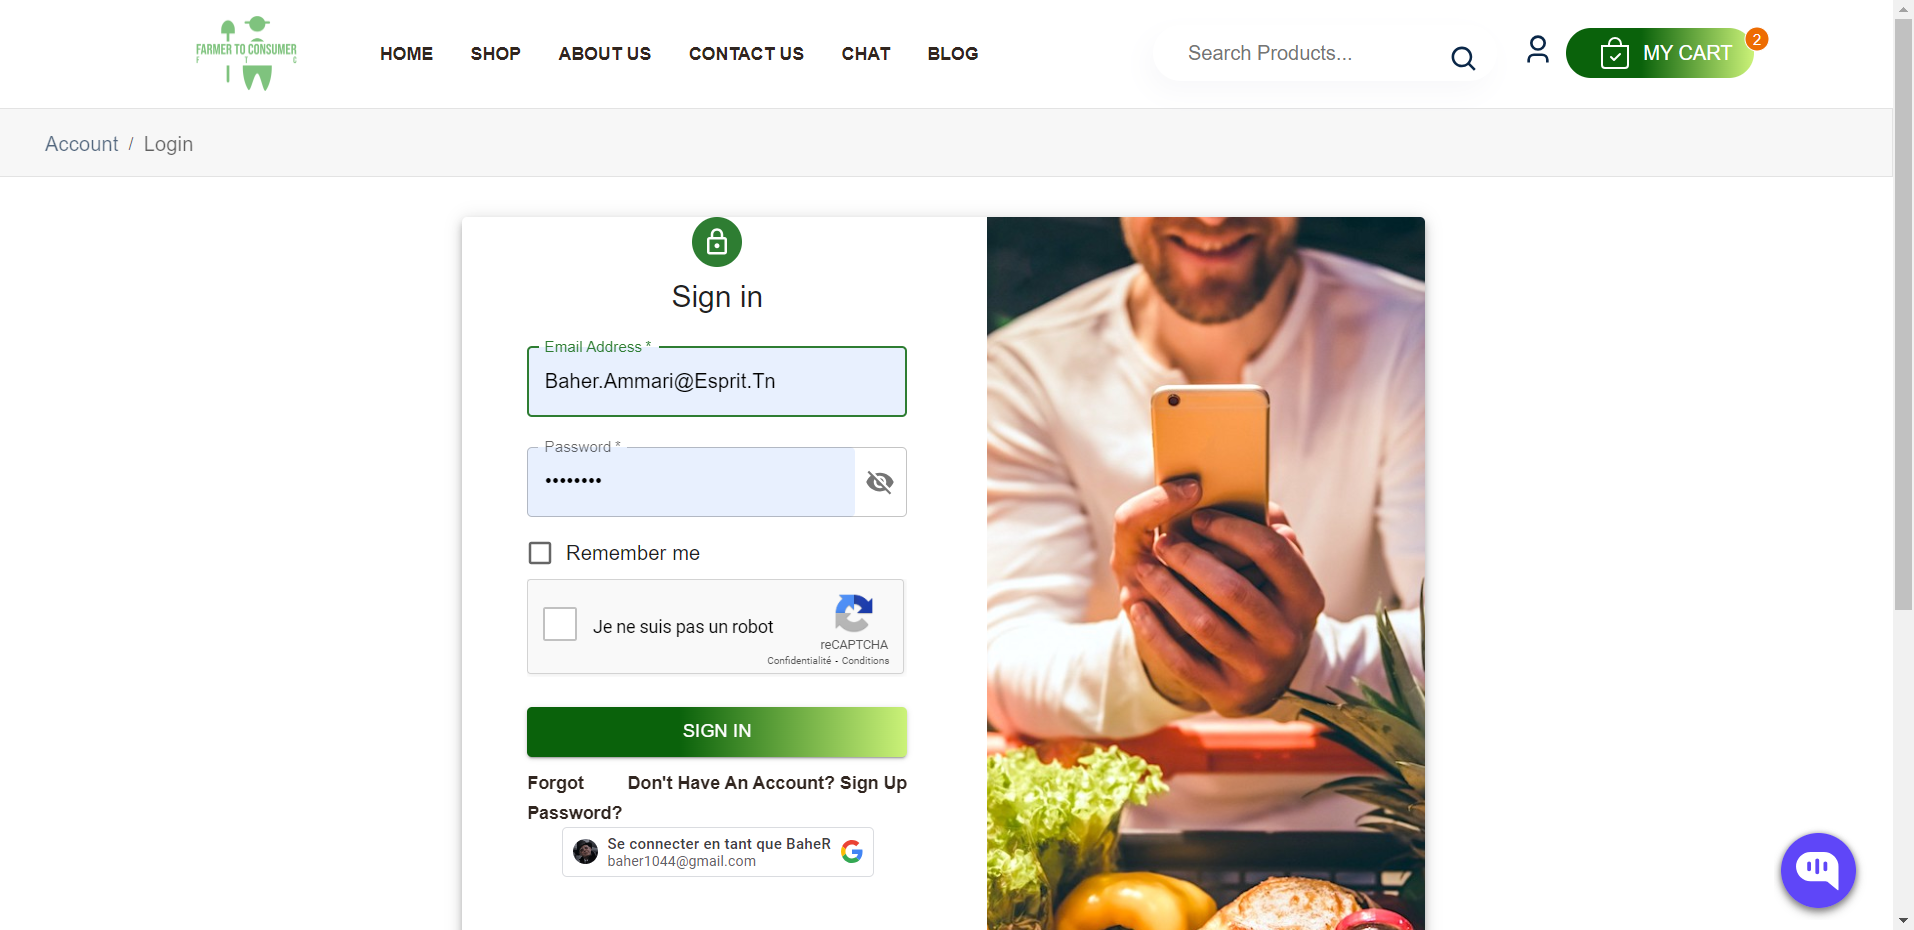 FARMER TO CONSUMER
F T C
HOME SHOP ABOUT US CONTACT US CHAT BLOG
Search Products...
MY CART
2
Account / Login
Sign in
Email Address *
Baher.Ammari@Esprit.Tn
Password *
••••••••
Remember me
Je ne suis pas un robot
reCAPTCHA
Confidentialité - Conditions
SIGN IN
Forgot Password?
Don't Have An Account? Sign Up
Se connecter en tant que BaheR
baher1044@gmail.com